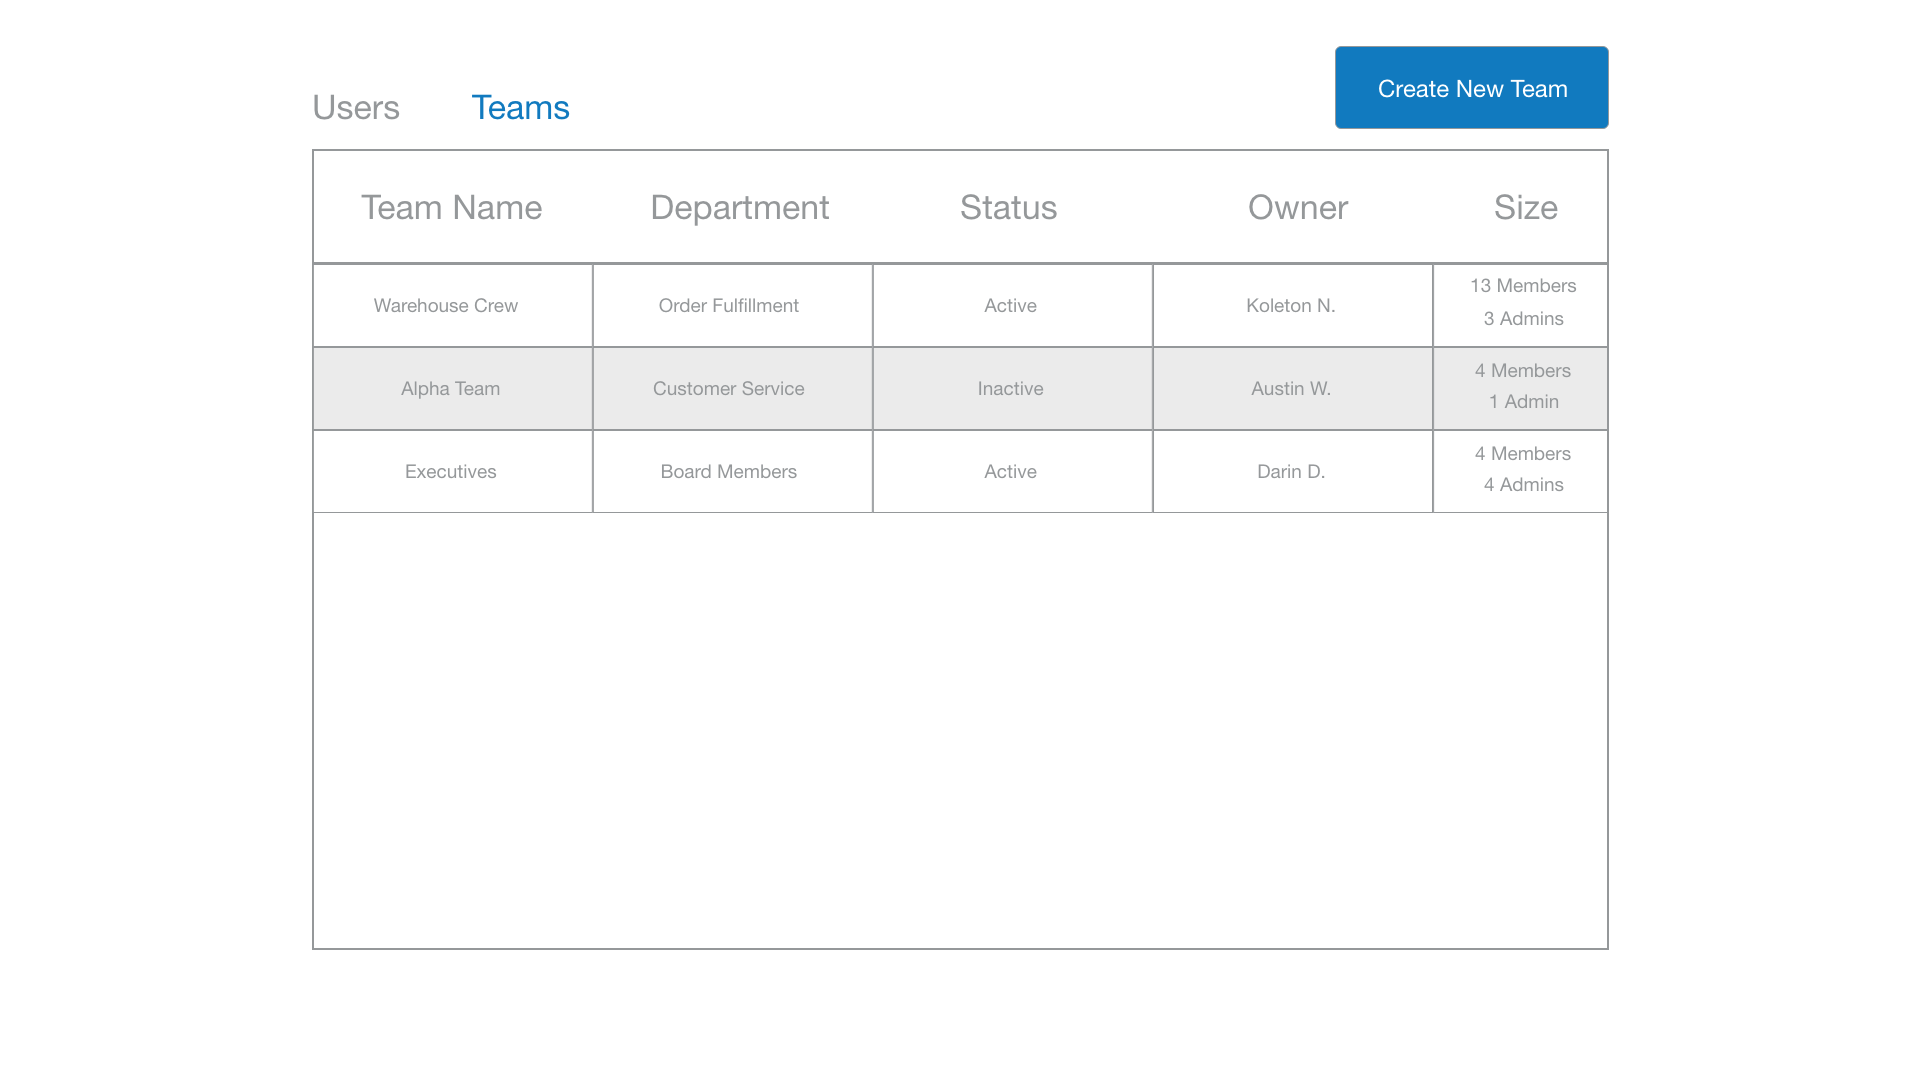 Create New Team
Users Teams
Team Name Department Status Owner Size
Warehouse Crew Order Fulfillment Active Koleton N. 13 Members
3 Admins
Alpha Team Customer Service Inactive Austin W. 4 Members
1 Admin
Executives Board Members Active Darin D. 4 Members
4 Admins